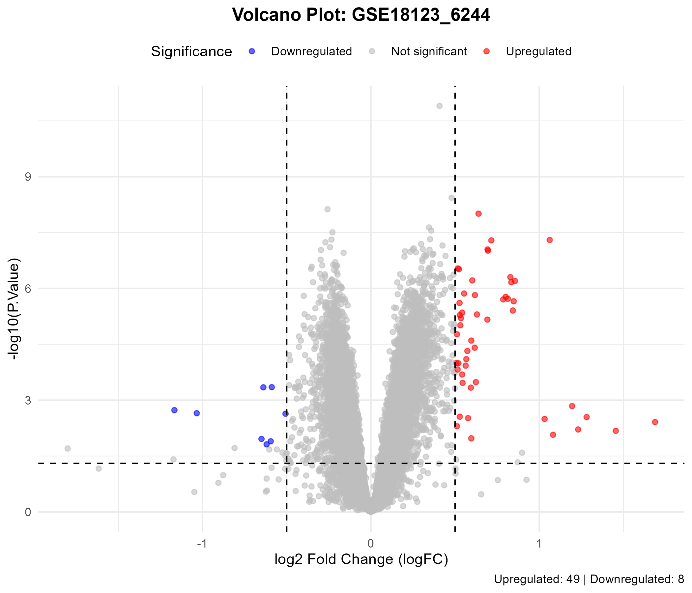 Volcano Plot: GSE18123_6244
Significance Downregulated Not significant Upregulated
-log10(P.Value)
9
6
3
0
-1 0 1
log2 Fold Change (logFC)
Upregulated: 49 | Downregulated: 8